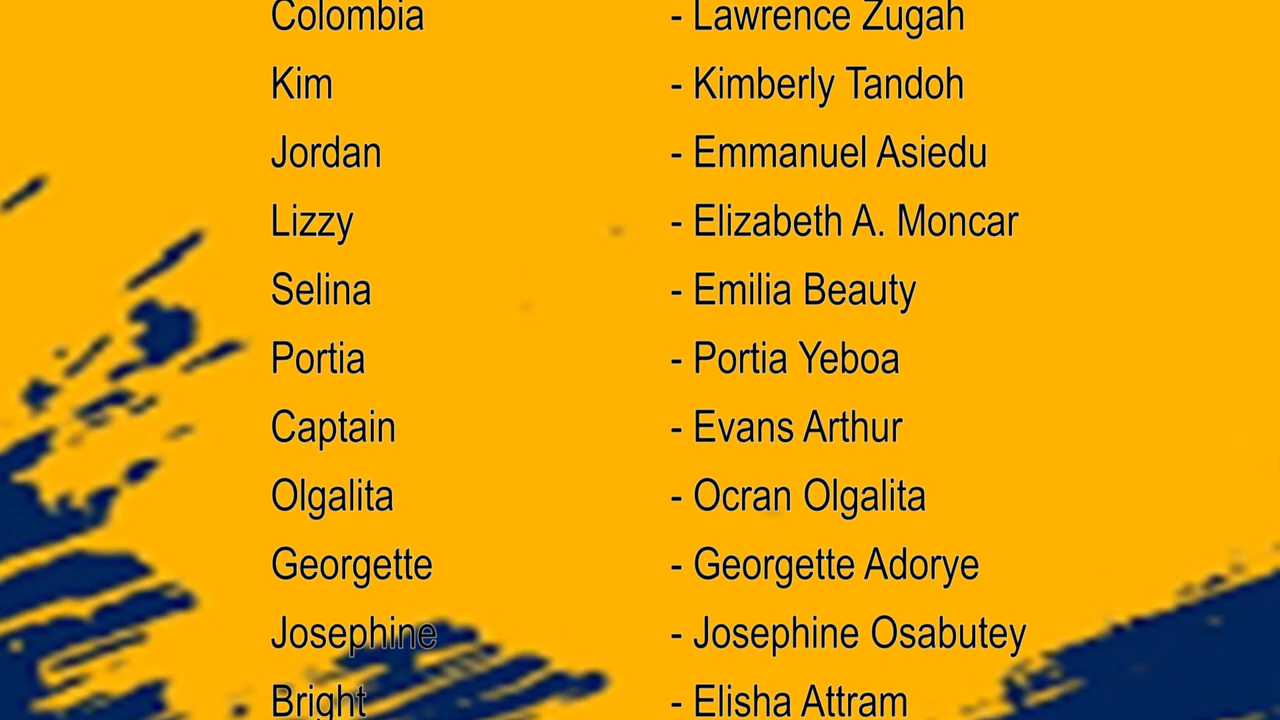 Colombia - Lawrence Zugah
Kim - Kimberly Tandoh
Jordan - Emmanuel Asiedu
Lizzy - Elizabeth A. Moncar
Selina - Emilia Beauty
Portia - Portia Yeboa
Captain - Evans Arthur
Olgalita - Ocran Olgalita
Georgette - Georgette Adorye
Josephine - Josephine Osabutey
Bright - Elisha Attram